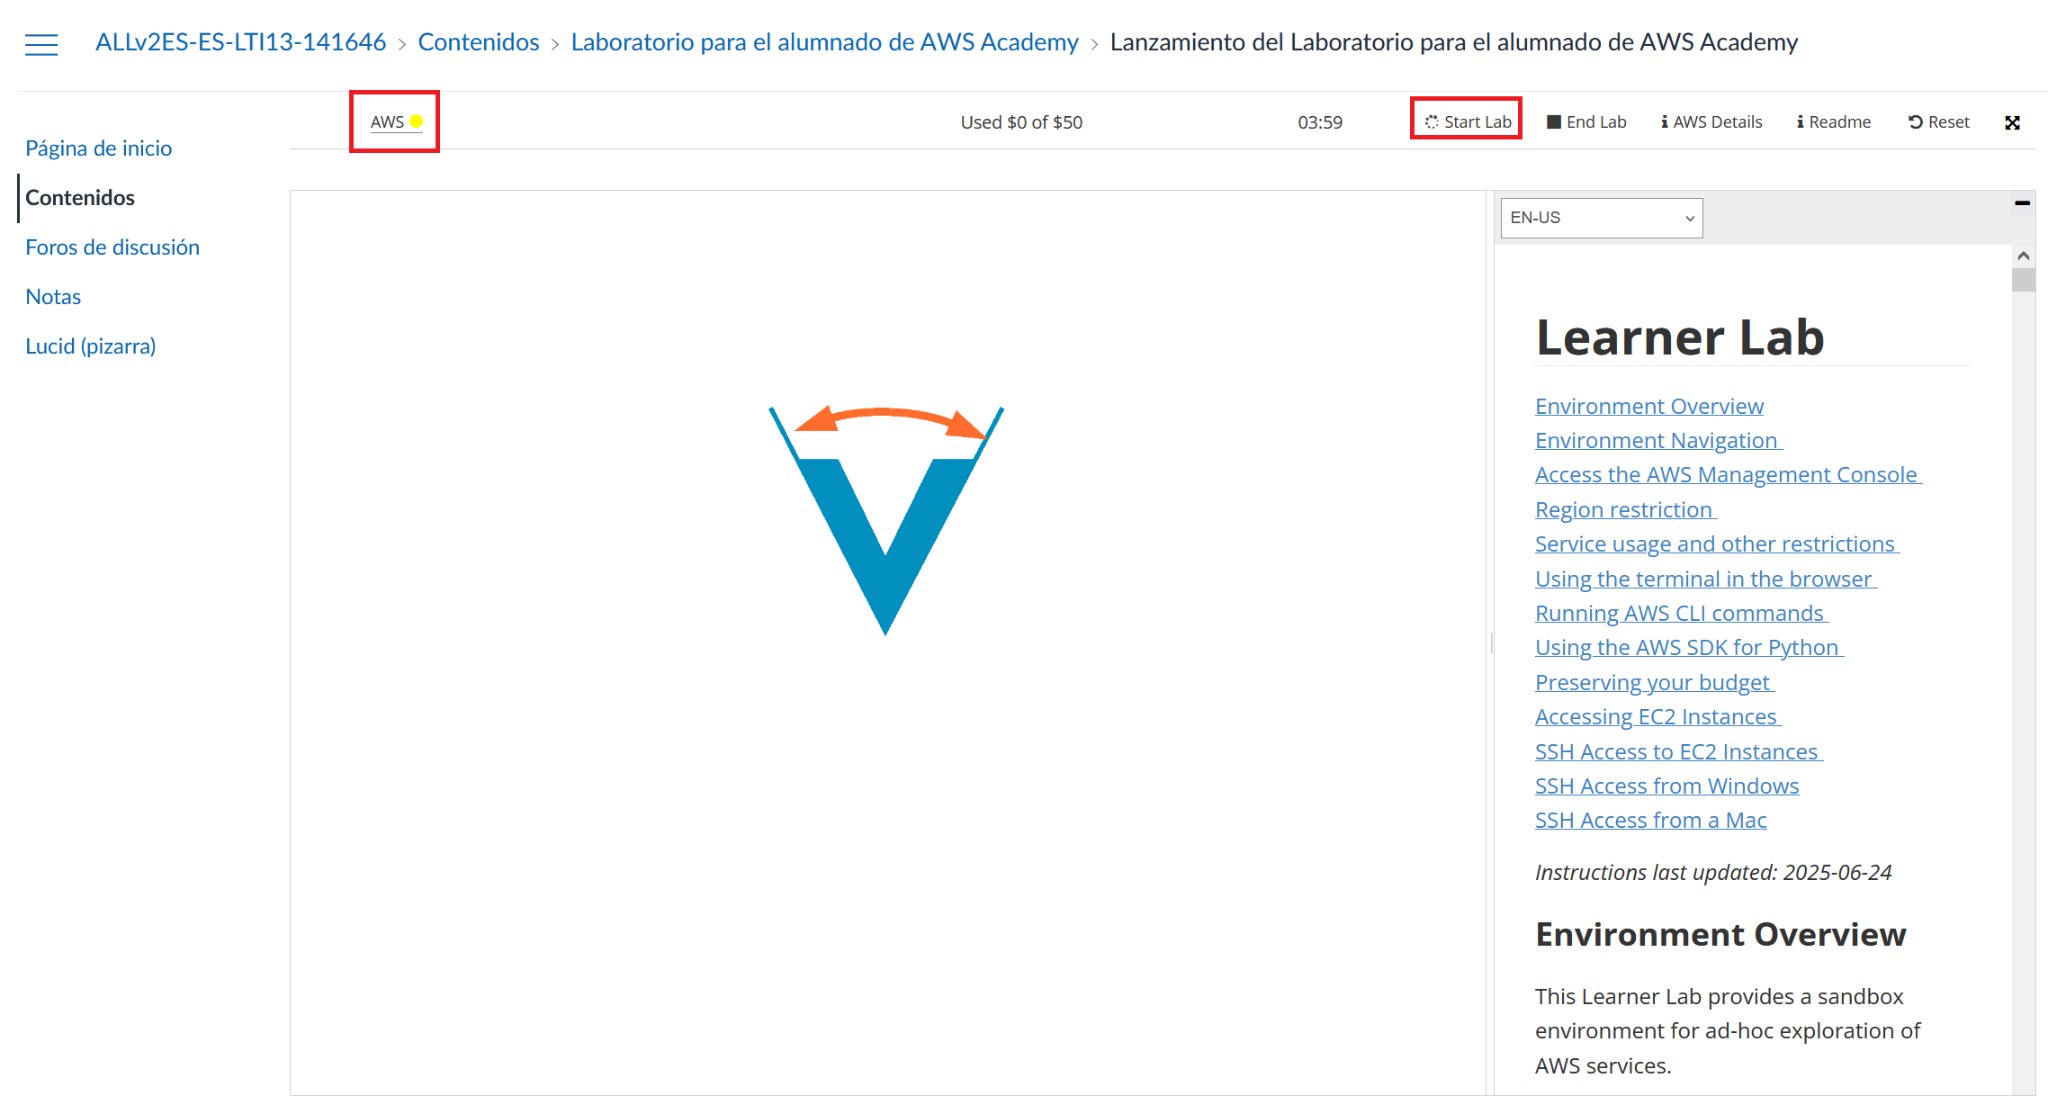 ALLv2ES-ES-LTI13-141646 > Contenidos > Laboratorio para el alumnado de AWS Academy > Lanzamiento del Laboratorio para el alumnado de AWS Academy
AWS Used $0 of $50 03:59 Start Lab End Lab AWS Details Readme Reset
Página de inicio
Contenidos
Foros de discusión
Notas
Lucid (pizarra)
EN-US
Learner Lab
Environment Overview
Environment Navigation
Access the AWS Management Console
Region restriction
Service usage and other restrictions
Using the terminal in the browser
Running AWS CLI commands
Using the AWS SDK for Python
Preserving your budget
Accessing EC2 Instances
SSH Access to EC2 Instances
SSH Access from Windows
SSH Access from a Mac
Instructions last updated: 2025-06-24
Environment Overview
This Learner Lab provides a sandbox
environment for ad-hoc exploration of
AWS services.